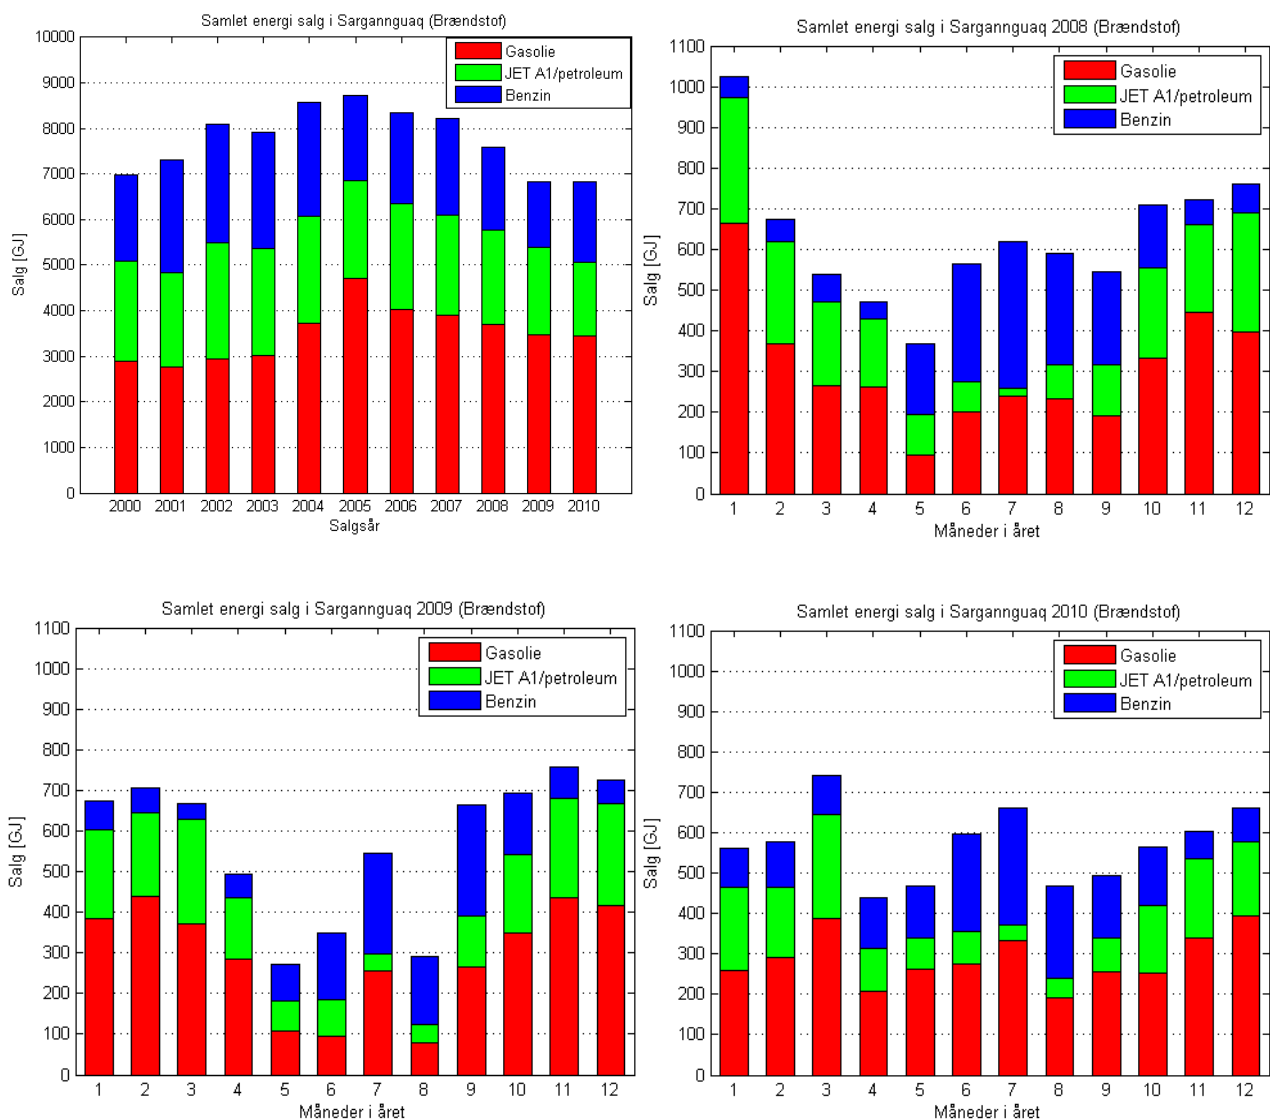 Samlet energi salg i Sargannguaq (Brændstof)
10000
9000
8000
7000
6000
5000
4000
3000
2000
1000
0
Salg [GJ]
Gasolie
JET A1/petroleum
Benzin
2000 2001 2002 2003 2004 2005 2006 2007 2008 2009 2010
Salgsår
Samlet energi salg i Sargannguaq 2008 (Brændstof)
1100
1000
900
800
700
600
500
400
300
200
100
0
Salg [GJ]
Gasolie
JET A1/petroleum
Benzin
1 2 3 4 5 6 7 8 9 10 11 12
Måneder i året
Samlet energi salg i Sargannguaq 2009 (Brændstof)
1100
1000
900
800
700
600
500
400
300
200
100
0
Salg [GJ]
Gasolie
JET A1/petroleum
Benzin
1 2 3 4 5 6 7 8 9 10 11 12
Måneder i året
Samlet energi salg i Sargannguaq 2010 (Brændstof)
1100
1000
900
800
700
600
500
400
300
200
100
0
Salg [GJ]
Gasolie
JET A1/petroleum
Benzin
1 2 3 4 5 6 7 8 9 10 11 12
Måneder i året